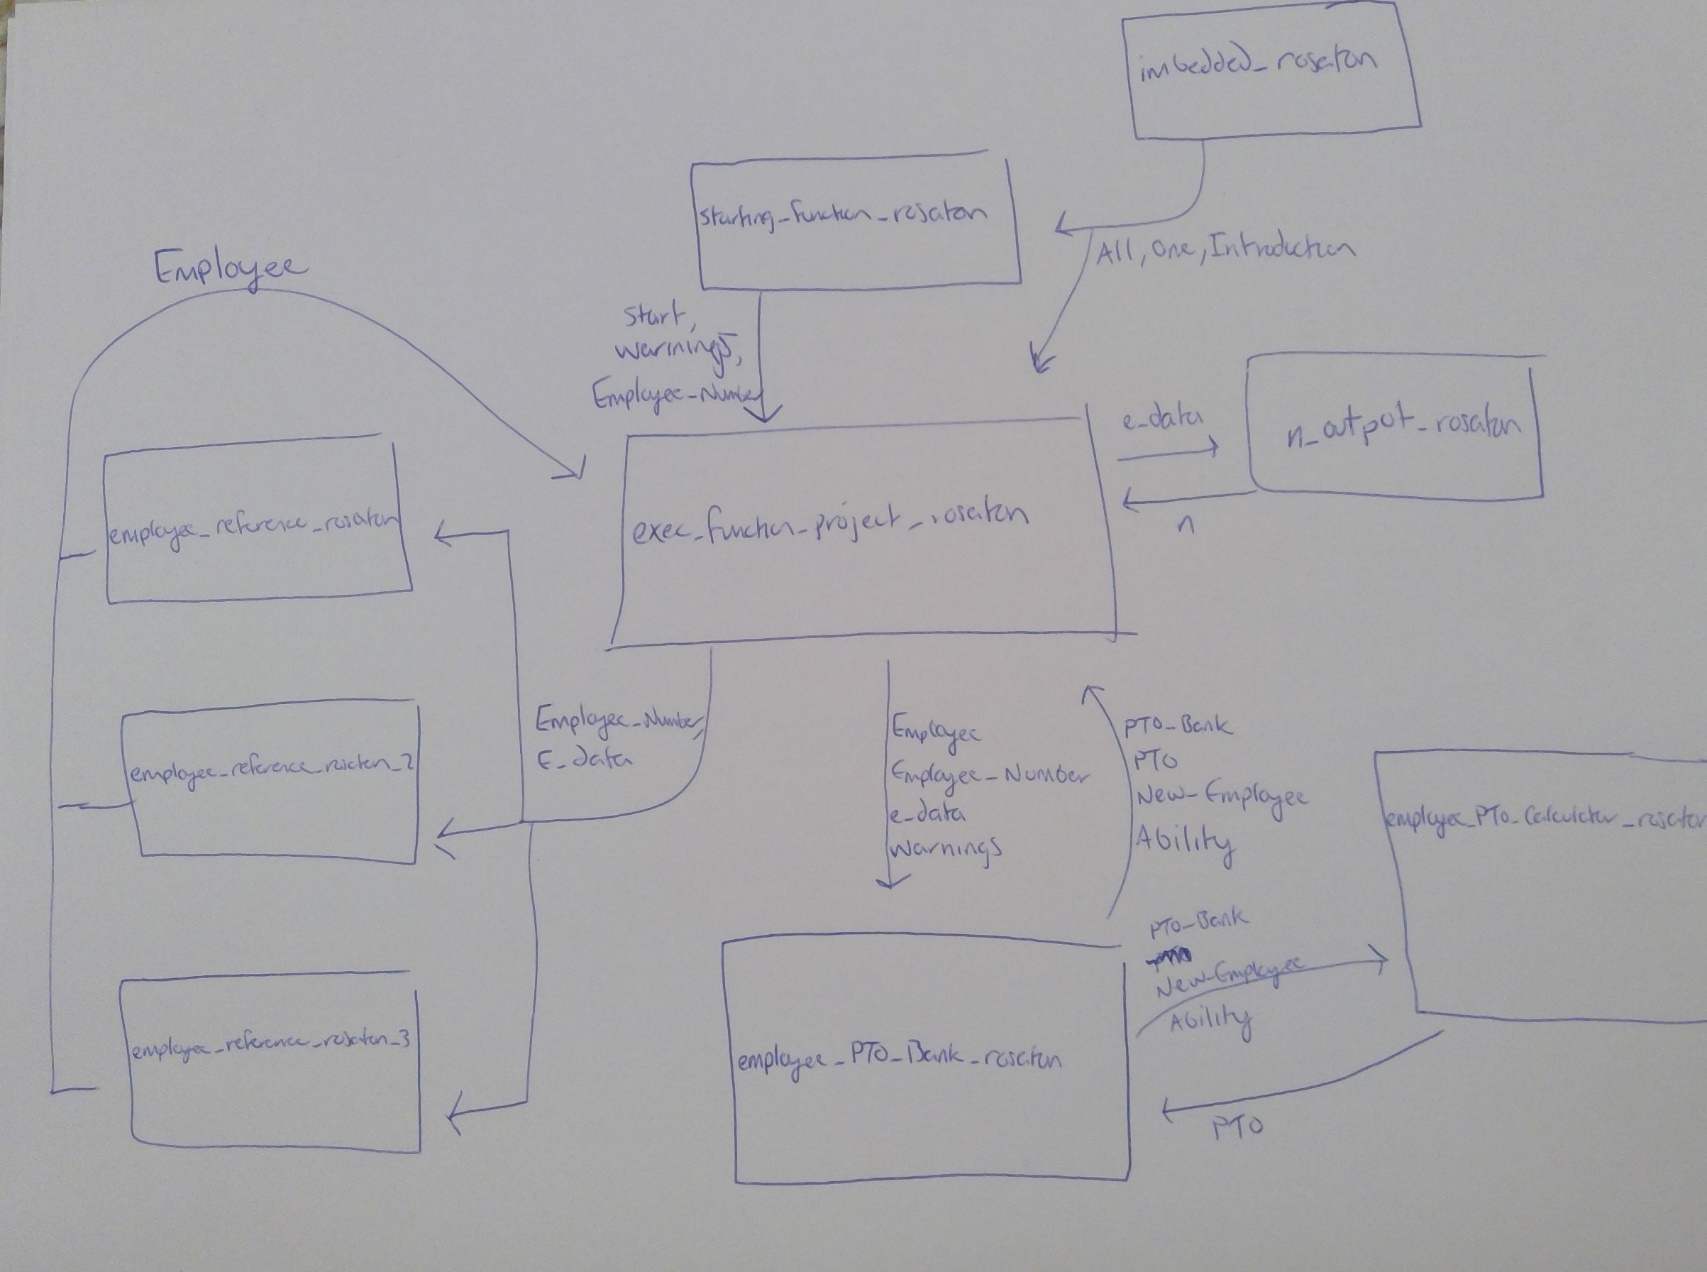 imbedded_rosaton
starting_function_rosaton
All, One, Introduction
Employee
Start,
warnings,
Employee_Number
e_data
n_output_rosaton
n
employee_reference_rosaton
exec_function_project_rosaton
Employee_Number,
E_data
Employee
Employee_Number
e_data
warnings
PTO_Bank
PTO
New_Employee
Ability
employee_reference_rosaton_2
employee_PTO_Calculator_rosaton
PTO_Bank
New_Employee
Ability
employee_reference_rosaton_3
employee_PTO_Bank_rosaton
PTO